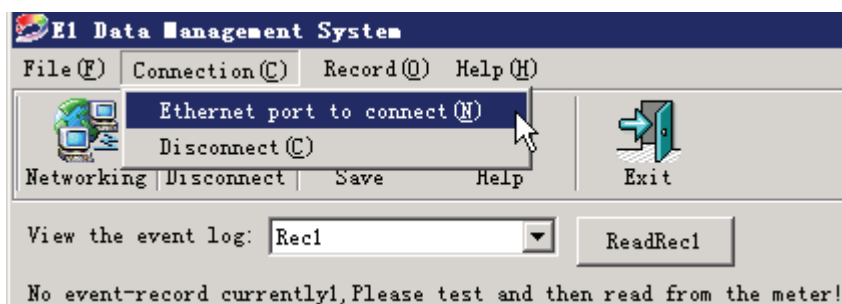 E1 Data Management System
File(F) Connection(C) Record(O) Help(H)
Ethernet port to connect(N)
Disconnect(C)
Networking Disconnect Save Help Exit
View the event log: Rec1 ReadRec1
No event-record currently1,Please test and then read from the meter!